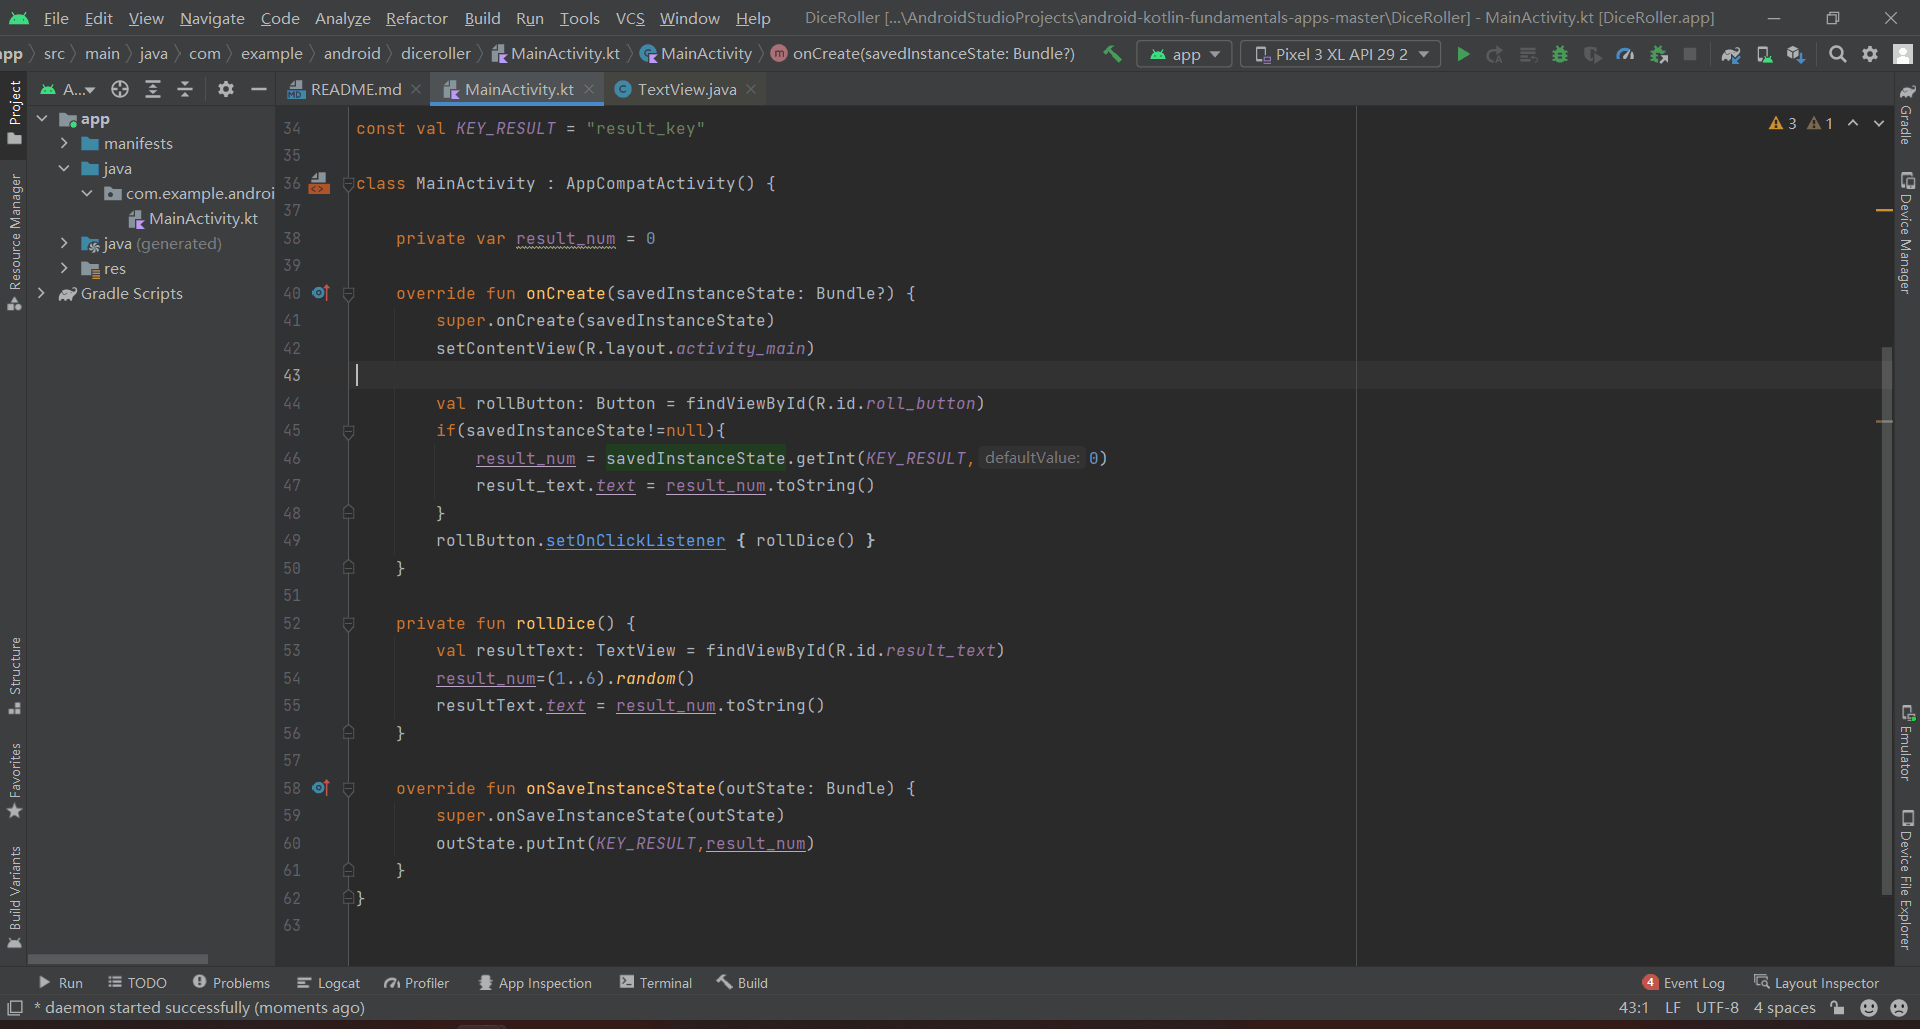 File Edit View Navigate Code Analyze Refactor Build Run Tools VCS Window Help DiceRoller [...\AndroidStudioProjects\android-kotlin-fundamentals-apps-master\DiceRoller] - MainActivity.kt [DiceRoller.app]
app src main java com example android diceroller MainActivity.kt MainActivity onCreate(savedInstanceState: Bundle?) app Pixel 3 XL API 29 2
A... README.md MainActivity.kt TextView.java
Project
Resource Manager
Structure
Favorites
Build Variants
app
manifests
java
com.example.androi
MainActivity.kt
java (generated)
res
Gradle Scripts
3 1
34 const val KEY_RESULT = "result_key"
35
36 class MainActivity : AppCompatActivity() {
37
38 private var result_num = 0
39
40 override fun onCreate(savedInstanceState: Bundle?) {
41 super.onCreate(savedInstanceState)
42 setContentView(R.layout.activity_main)
43
44 val rollButton: Button = findViewById(R.id.roll_button)
45 if(savedInstanceState!=null){
46 result_num = savedInstanceState.getInt(KEY_RESULT, defaultValue: 0)
47 result_text.text = result_num.toString()
48 }
49 rollButton.setOnClickListener { rollDice() }
50 }
51
52 private fun rollDice() {
53 val resultText: TextView = findViewById(R.id.result_text)
54 result_num=(1..6).random()
55 resultText.text = result_num.toString()
56 }
57
58 override fun onSaveInstanceState(outState: Bundle) {
59 super.onSaveInstanceState(outState)
60 outState.putInt(KEY_RESULT,result_num)
61 }
62 }
63
Gradle
Device Manager
Emulator
Device File Explorer
Run TODO Problems Logcat Profiler App Inspection Terminal Build 4 Event Log Layout Inspector
* daemon started successfully (moments ago) 43:1 LF UTF-8 4 spaces